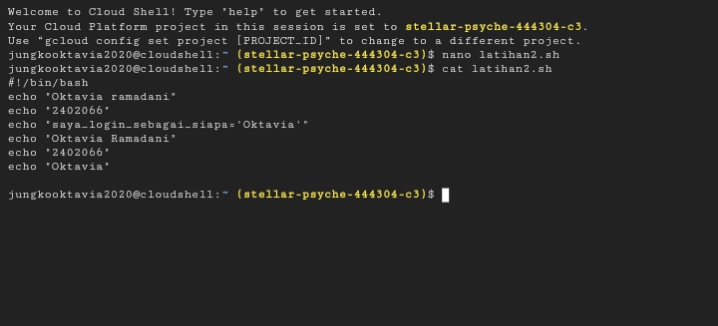 Welcome to Cloud Shell! Type "help" to get started.
Your Cloud Platform project in this session is set to stellar-psyche-444304-c3.
Use "gcloud config set project [PROJECT_ID]" to change to a different project.
jungkooktavia2020@cloudshell:~ (stellar-psyche-444304-c3)$ nano latihan2.sh
jungkooktavia2020@cloudshell:~ (stellar-psyche-444304-c3)$ cat latihan2.sh
#!/bin/bash
echo "Oktavia ramadani"
echo "2402066"
echo "saya_login_sebagai_siapa='Oktavia'"
echo "Oktavia Ramadani"
echo "2402066"
echo "Oktavia"
jungkooktavia2020@cloudshell:~ (stellar-psyche-444304-c3)$